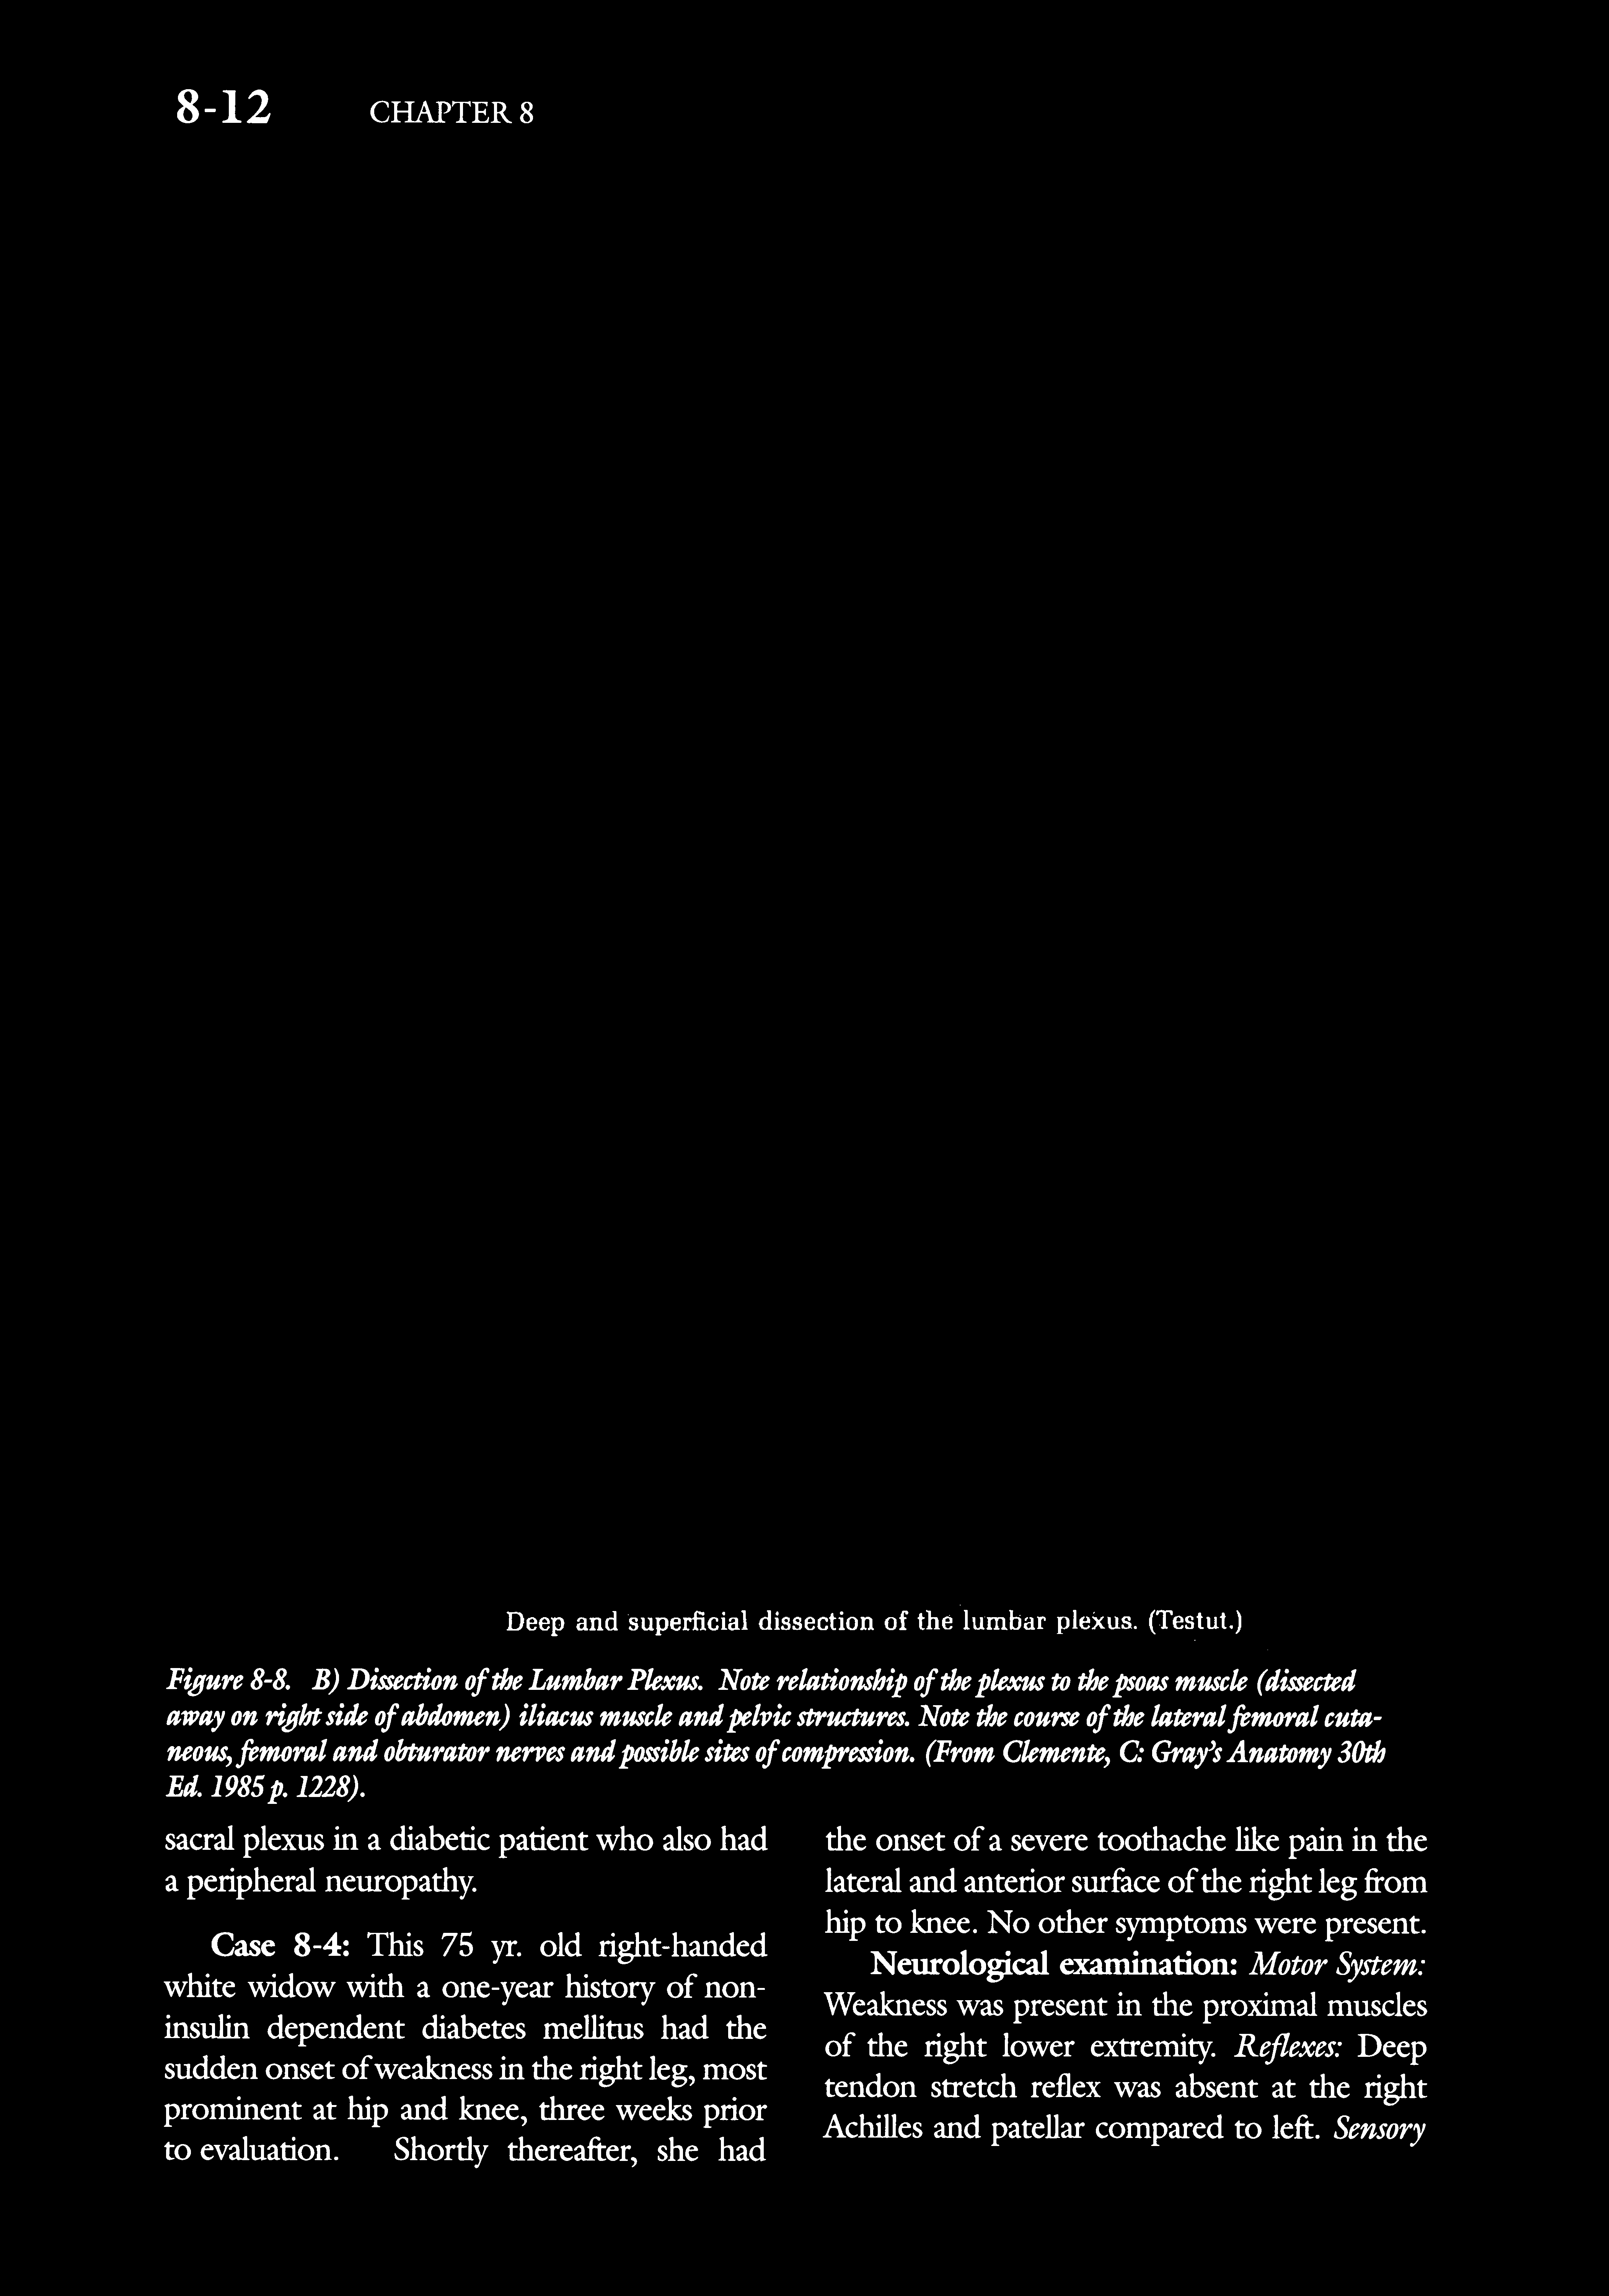 8-12 CHAPTER 8
Deep and superficial dissection of the lumbar plexus. (Testut.)
Figure 8-8. B) Dissection of the Lumbar Plexus. Note relationship of the plexus to the psoas muscle (dissected
away on right side of abdomen) iliacus muscle and pelvic structures. Note the course of the lateral femoral cuta-
neous, femoral and obturator nerves and possible sites of compression. (From Clemente, C: Gray's Anatomy 30th
Ed. 1985 p. 1228).
sacral plexus in a diabetic patient who also had
a peripheral neuropathy.
Case 8-4: This 75 yr. old right-handed
white widow with a one-year history of non-
insulin dependent diabetes mellitus had the
sudden onset of weakness in the right leg, most
prominent at hip and knee, three weeks prior
to evaluation. Shortly thereafter, she had
the onset of a severe toothache like pain in the
lateral and anterior surface of the right leg from
hip to knee. No other symptoms were present.
Neurological examination: Motor System:
Weakness was present in the proximal muscles
of the right lower extremity. Reflexes: Deep
tendon stretch reflex was absent at the right
Achilles and patellar compared to left. Sensory